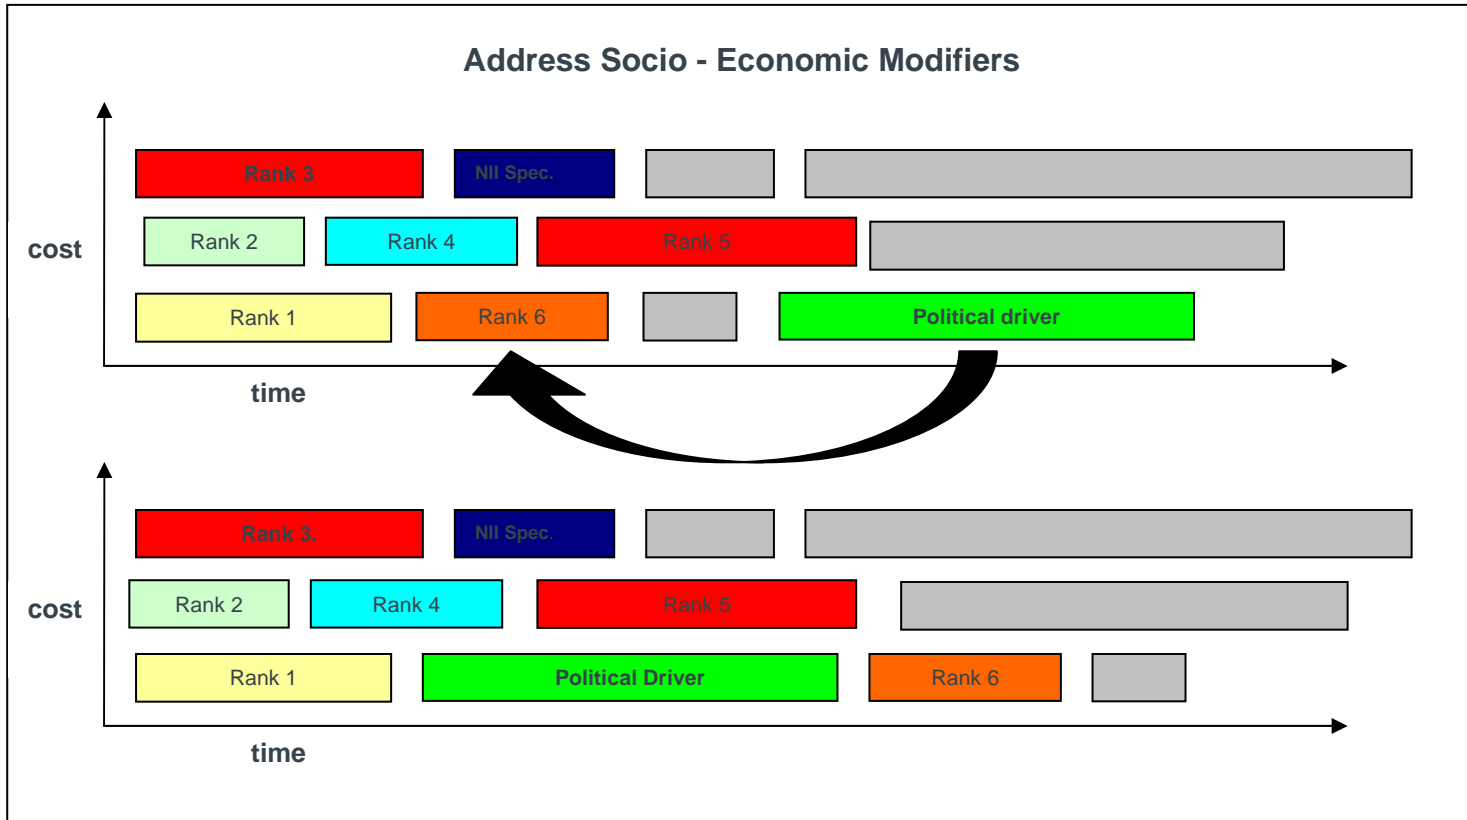 Address Socio - Economic Modifiers
Rank 3
NII Spec.
cost
Rank 2
Rank 4
Rank 5
Rank 1
Rank 6
Political driver
time
Rank 3.
NII Spec.
cost
Rank 2
Rank 4
Rank 5
Rank 1
Political Driver
Rank 6
time